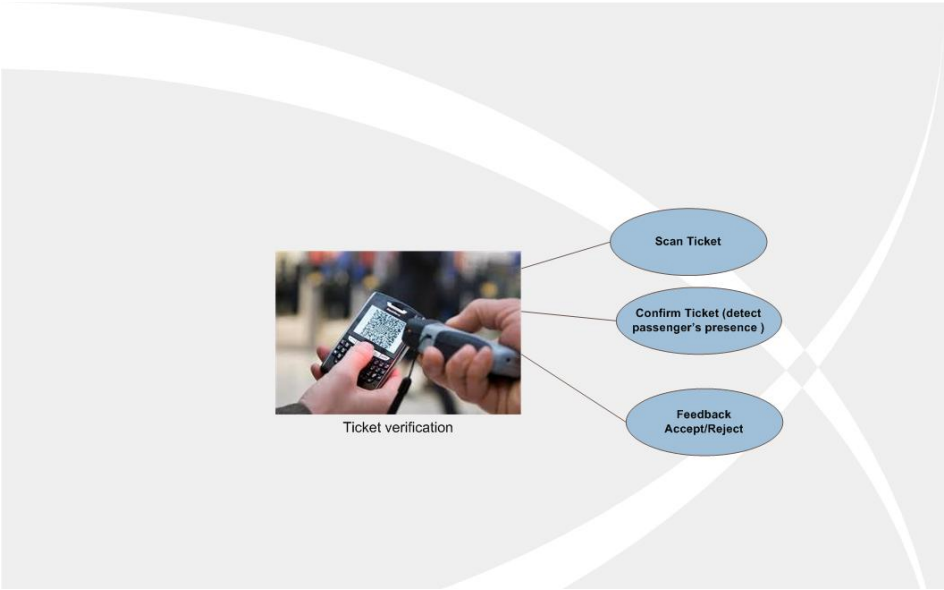 Scan Ticket
Confirm Ticket (detect
passenger's presence )
Feedback
Accept/Reject
Ticket verification